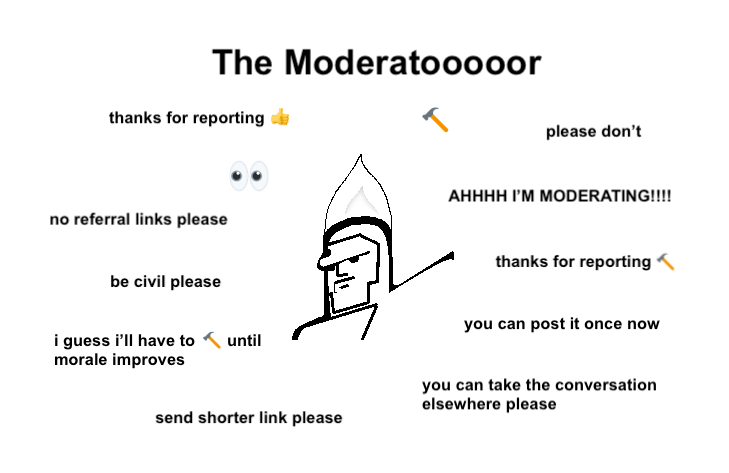 The Moderatooooor
thanks for reporting 👍
🔨
please don’t
👀
AHHHH I’M MODERATING!!!!
no referral links please
thanks for reporting 🔨
be civil please
you can post it once now
i guess i’ll have to 🔨 until
morale improves
you can take the conversation
elsewhere please
send shorter link please